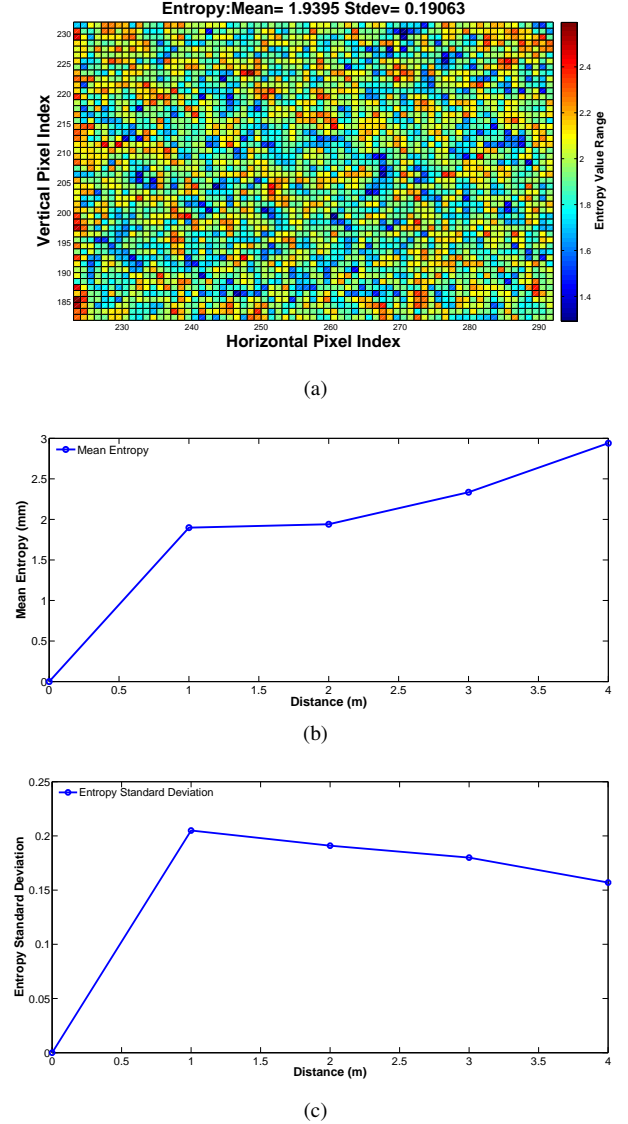 Entropy:Mean= 1.9395 Stdev= 0.19063
230
225
220
215
210
205
200
195
190
185
Vertical Pixel Index
230 240 250 260 270 280 290
Horizontal Pixel Index
2.4
2.2
2
1.8
1.6
1.4
Entropy Value Range
(a)
Mean Entropy
3
2.5
2
1.5
1
0.5
0
Mean Entropy (mm)
0 0.5 1 1.5 2 2.5 3 3.5 4
Distance (m)
(b)
Entropy Standard Deviation
0.25
0.2
0.15
0.1
0.05
0
Entropy Standard Deviation
0 0.5 1 1.5 2 2.5 3 3.5 4
Distance (m)
(c)